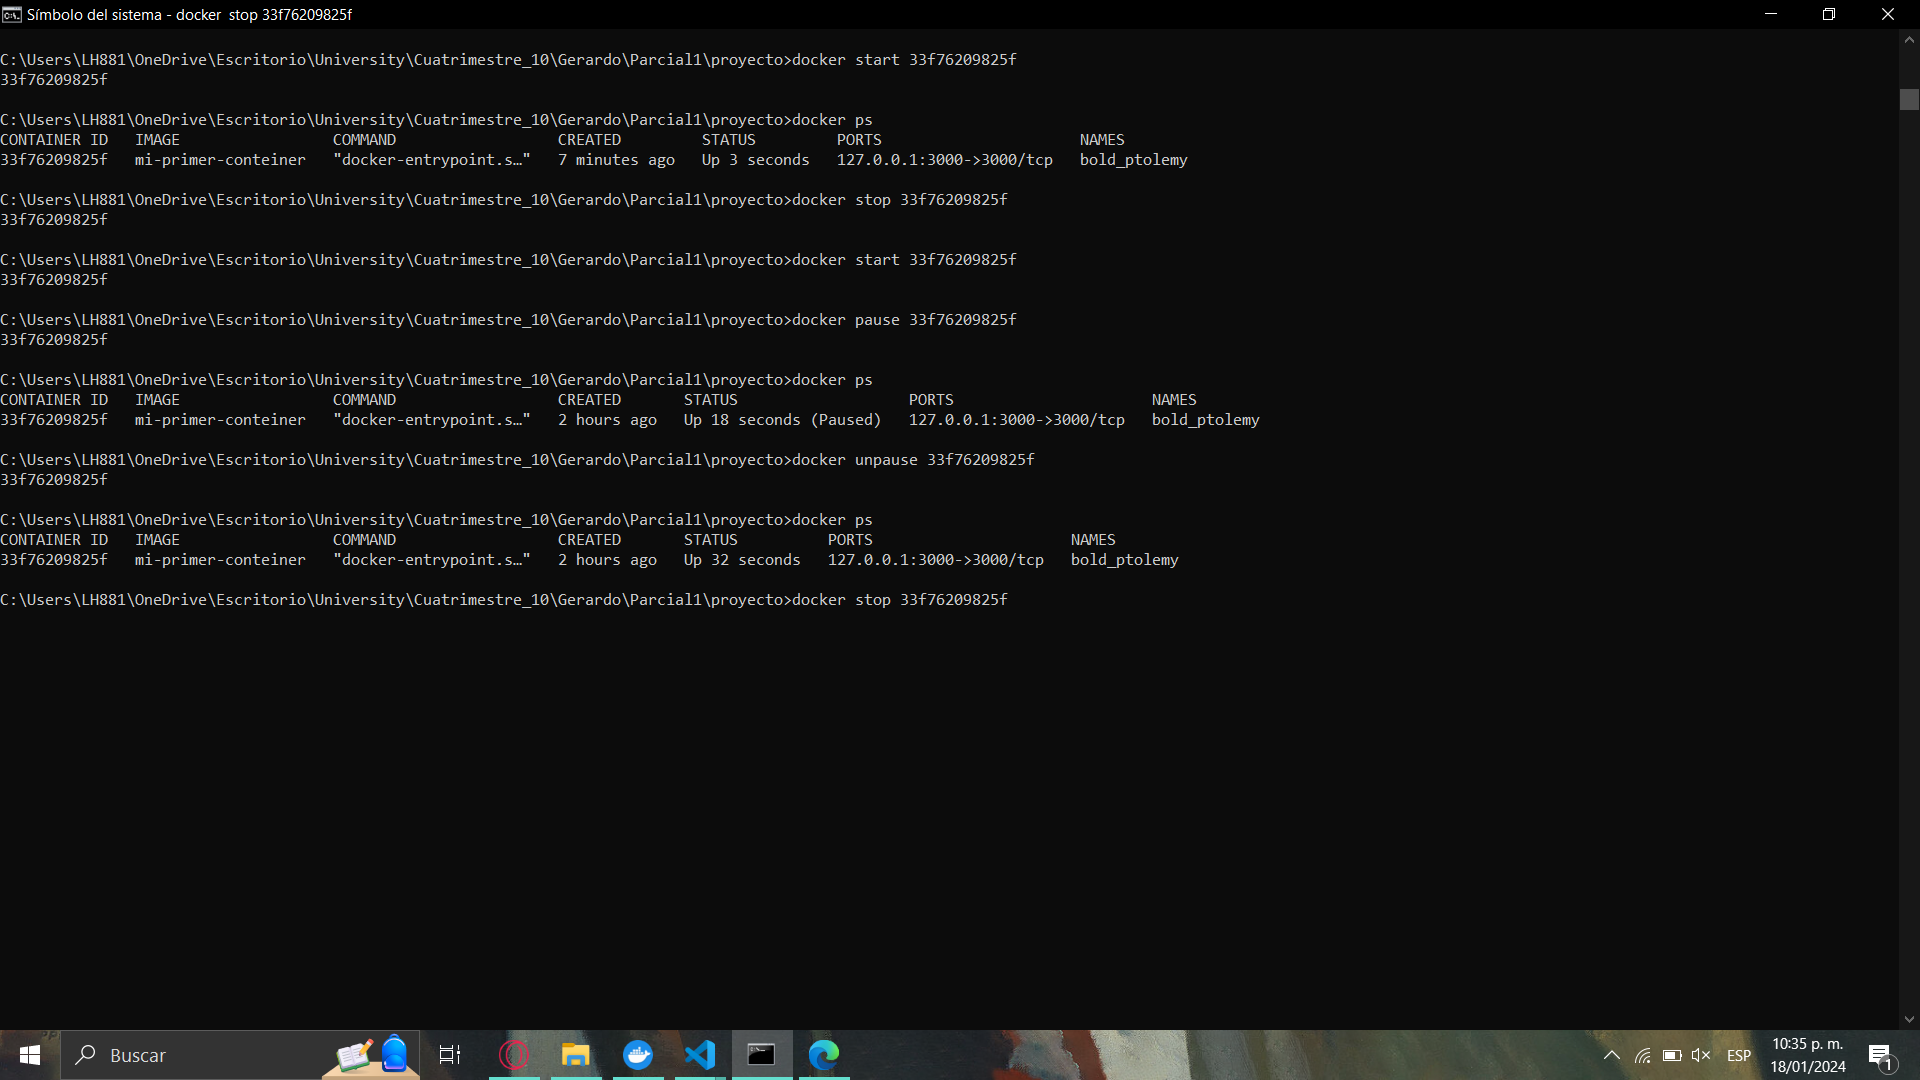 Símbolo del sistema - docker  stop 33f76209825f
C:\Users\LH881\OneDrive\Escritorio\University\Cuatrimestre_10\Gerardo\Parcial1\proyecto>docker start 33f76209825f
33f76209825f
C:\Users\LH881\OneDrive\Escritorio\University\Cuatrimestre_10\Gerardo\Parcial1\proyecto>docker ps
CONTAINER ID   IMAGE                 COMMAND                  CREATED         STATUS         PORTS                      NAMES
33f76209825f   mi-primer-conteiner   "docker-entrypoint.s…"   7 minutes ago   Up 3 seconds   127.0.0.1:3000->3000/tcp   bold_ptolemy
C:\Users\LH881\OneDrive\Escritorio\University\Cuatrimestre_10\Gerardo\Parcial1\proyecto>docker stop 33f76209825f
33f76209825f
C:\Users\LH881\OneDrive\Escritorio\University\Cuatrimestre_10\Gerardo\Parcial1\proyecto>docker start 33f76209825f
33f76209825f
C:\Users\LH881\OneDrive\Escritorio\University\Cuatrimestre_10\Gerardo\Parcial1\proyecto>docker pause 33f76209825f
33f76209825f
C:\Users\LH881\OneDrive\Escritorio\University\Cuatrimestre_10\Gerardo\Parcial1\proyecto>docker ps
CONTAINER ID   IMAGE                 COMMAND                  CREATED       STATUS                   PORTS                      NAMES
33f76209825f   mi-primer-conteiner   "docker-entrypoint.s…"   2 hours ago   Up 18 seconds (Paused)   127.0.0.1:3000->3000/tcp   bold_ptolemy
C:\Users\LH881\OneDrive\Escritorio\University\Cuatrimestre_10\Gerardo\Parcial1\proyecto>docker unpause 33f76209825f
33f76209825f
C:\Users\LH881\OneDrive\Escritorio\University\Cuatrimestre_10\Gerardo\Parcial1\proyecto>docker ps
CONTAINER ID   IMAGE                 COMMAND                  CREATED       STATUS          PORTS                      NAMES
33f76209825f   mi-primer-conteiner   "docker-entrypoint.s…"   2 hours ago   Up 32 seconds   127.0.0.1:3000->3000/tcp   bold_ptolemy
C:\Users\LH881\OneDrive\Escritorio\University\Cuatrimestre_10\Gerardo\Parcial1\proyecto>docker stop 33f76209825f
Buscar
ESP
10:35 p. m.
18/01/2024
1